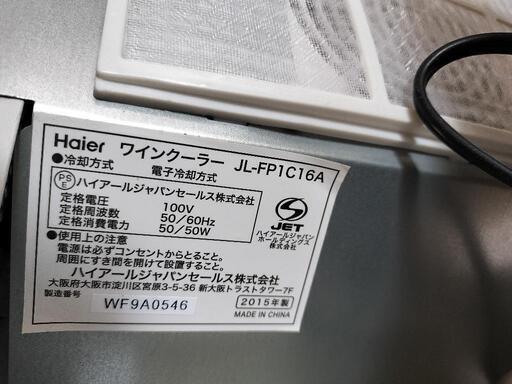 Haier ワインクーラー JL-FP1C16A
●冷却方式 電子冷却方式
PSE ハイアールジャパンセールス株式会社
定格電圧 100V
定格周波数 50/60Hz
定格消費電力 50/50W
S
JET
ハイアールジャパン
ホールディングス
株式会社
●使用上の注意
電源は必ずコンセントからとること。
周囲にすき間を開けて設置すること。
ハイアールジャパンセールス株式会社
大阪府大阪市淀川区宮原3-5-36 新大阪トラストタワー7F
製造番号 WF9A0546
2015年製
MADE IN CHINA